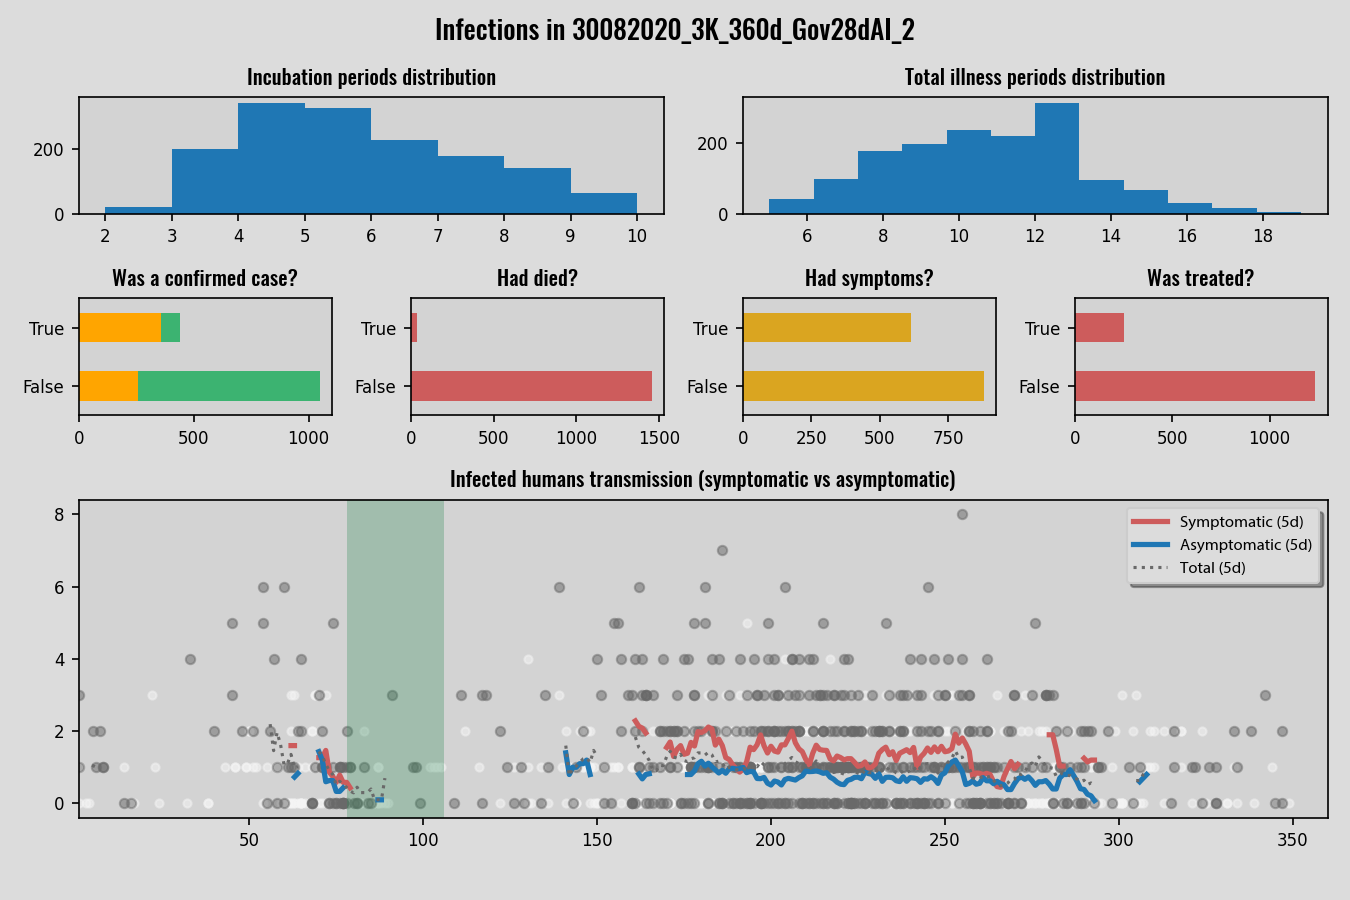 Infections in 30082020_3K_360d_Gov28dAI_2
Incubation periods distribution
Total illness periods distribution
200
0
2 3 4 5 6 7 8 9 10
200
0
6 8 10 12 14 16 18
Was a confirmed case?
Had died?
Had symptoms?
Was treated?
True
False
0 500 1000
True
False
0 500 1000 1500
True
False
0 250 500 750
True
False
0 500 1000
Infected humans transmission (symptomatic vs asymptomatic)
8
6
4
2
0
50 100 150 200 250 300 350
Symptomatic (5d)
Asymptomatic (5d)
Total (5d)